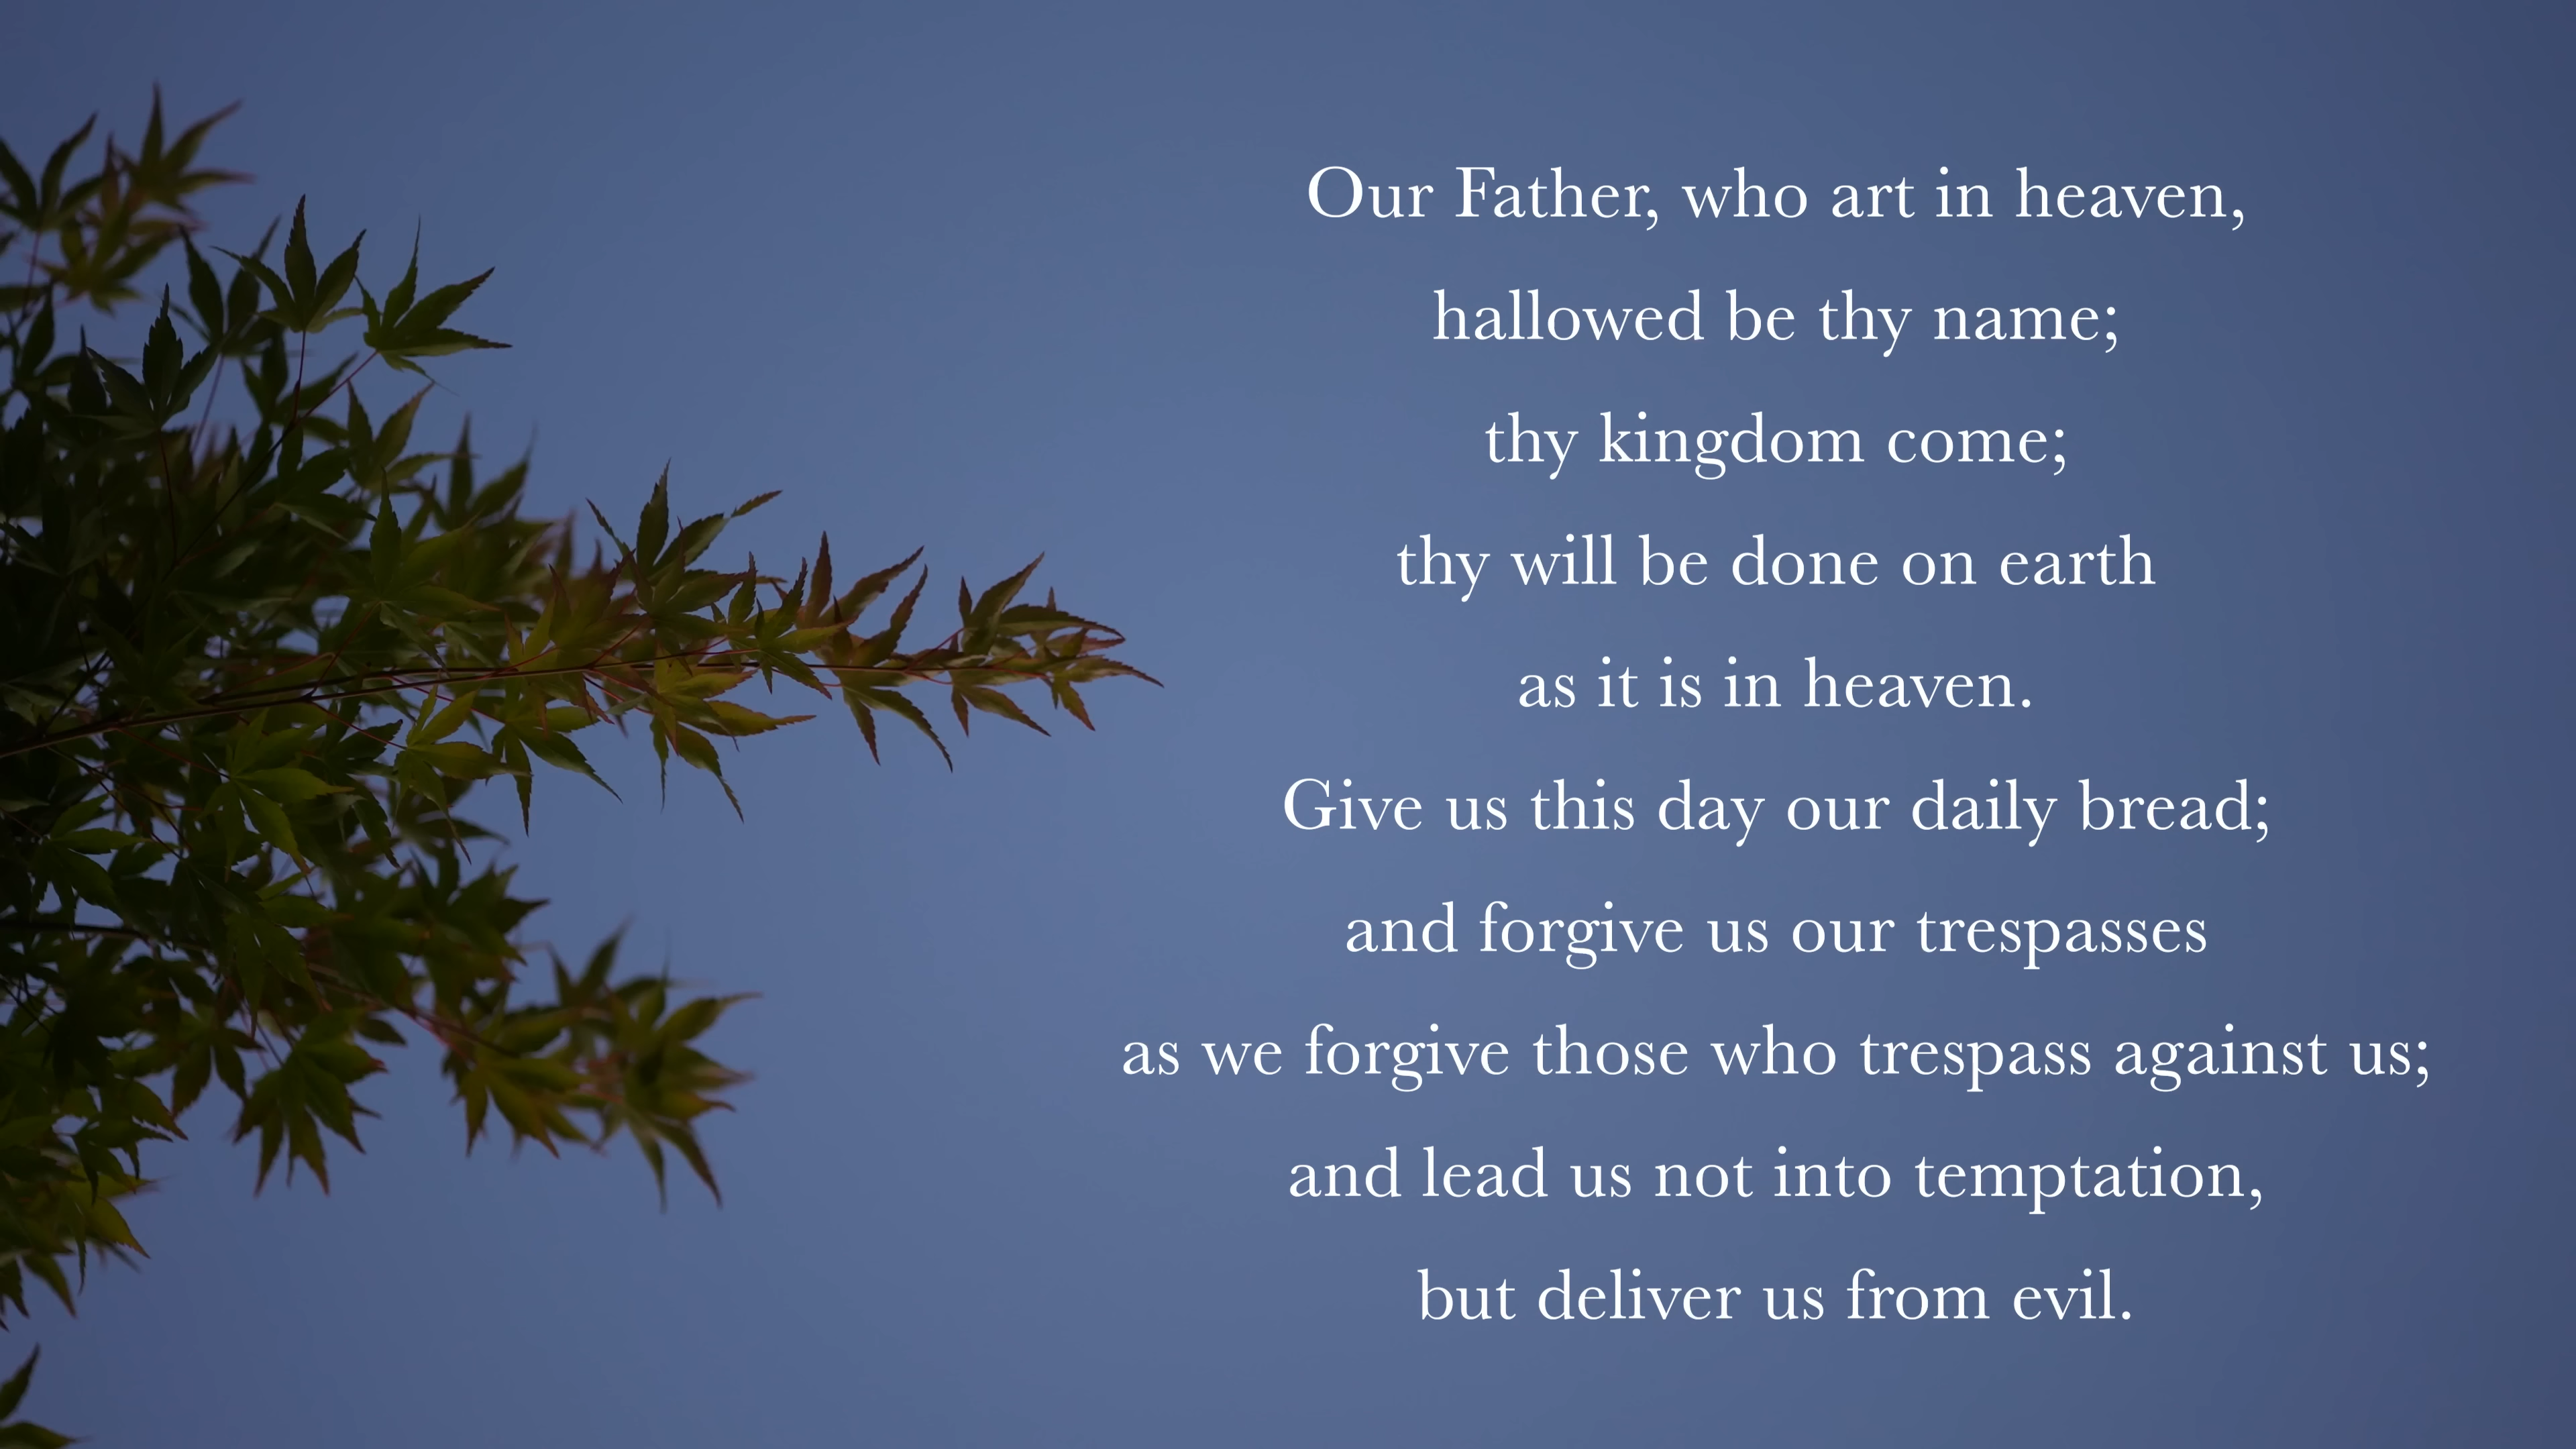 Our Father, who art in heaven,
hallowed be thy name;
thy kingdom come;
thy will be done on earth
as it is in heaven.
Give us this day our daily bread;
and forgive us our trespasses
as we forgive those who trespass against us;
and lead us not into temptation,
but deliver us from evil.